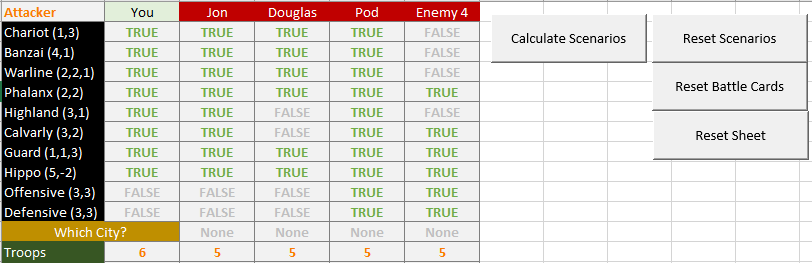 Attacker You Jon Douglas Pod Enemy 4
Chariot (1,3) TRUE TRUE TRUE TRUE FALSE
Banzai (4,1) TRUE TRUE TRUE TRUE FALSE
Warline (2,2,1) TRUE TRUE TRUE TRUE FALSE
Phalanx (2,2) TRUE TRUE TRUE TRUE TRUE
Highland (3,1) TRUE TRUE FALSE TRUE FALSE
Calvarly (3,2) TRUE TRUE FALSE TRUE TRUE
Guard (1,1,3) TRUE TRUE TRUE TRUE TRUE
Hippo (5,-2) TRUE TRUE TRUE TRUE TRUE
Offensive (3,3) FALSE FALSE FALSE TRUE TRUE
Defensive (3,3) FALSE FALSE FALSE TRUE TRUE
Which City? None None None None
Troops 6 5 5 5 5
Calculate Scenarios
Reset Scenarios
Reset Battle Cards
Reset Sheet